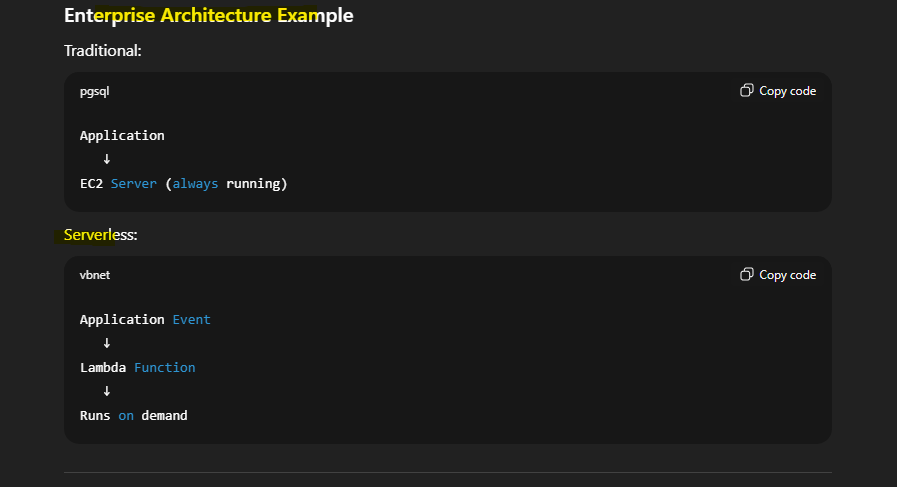 Enterprise Architecture Example
Traditional:
pgsql
Copy code
Application
↓
EC2 Server (always running)
Serverless:
vbnet
Copy code
Application Event
↓
Lambda Function
↓
Runs on demand